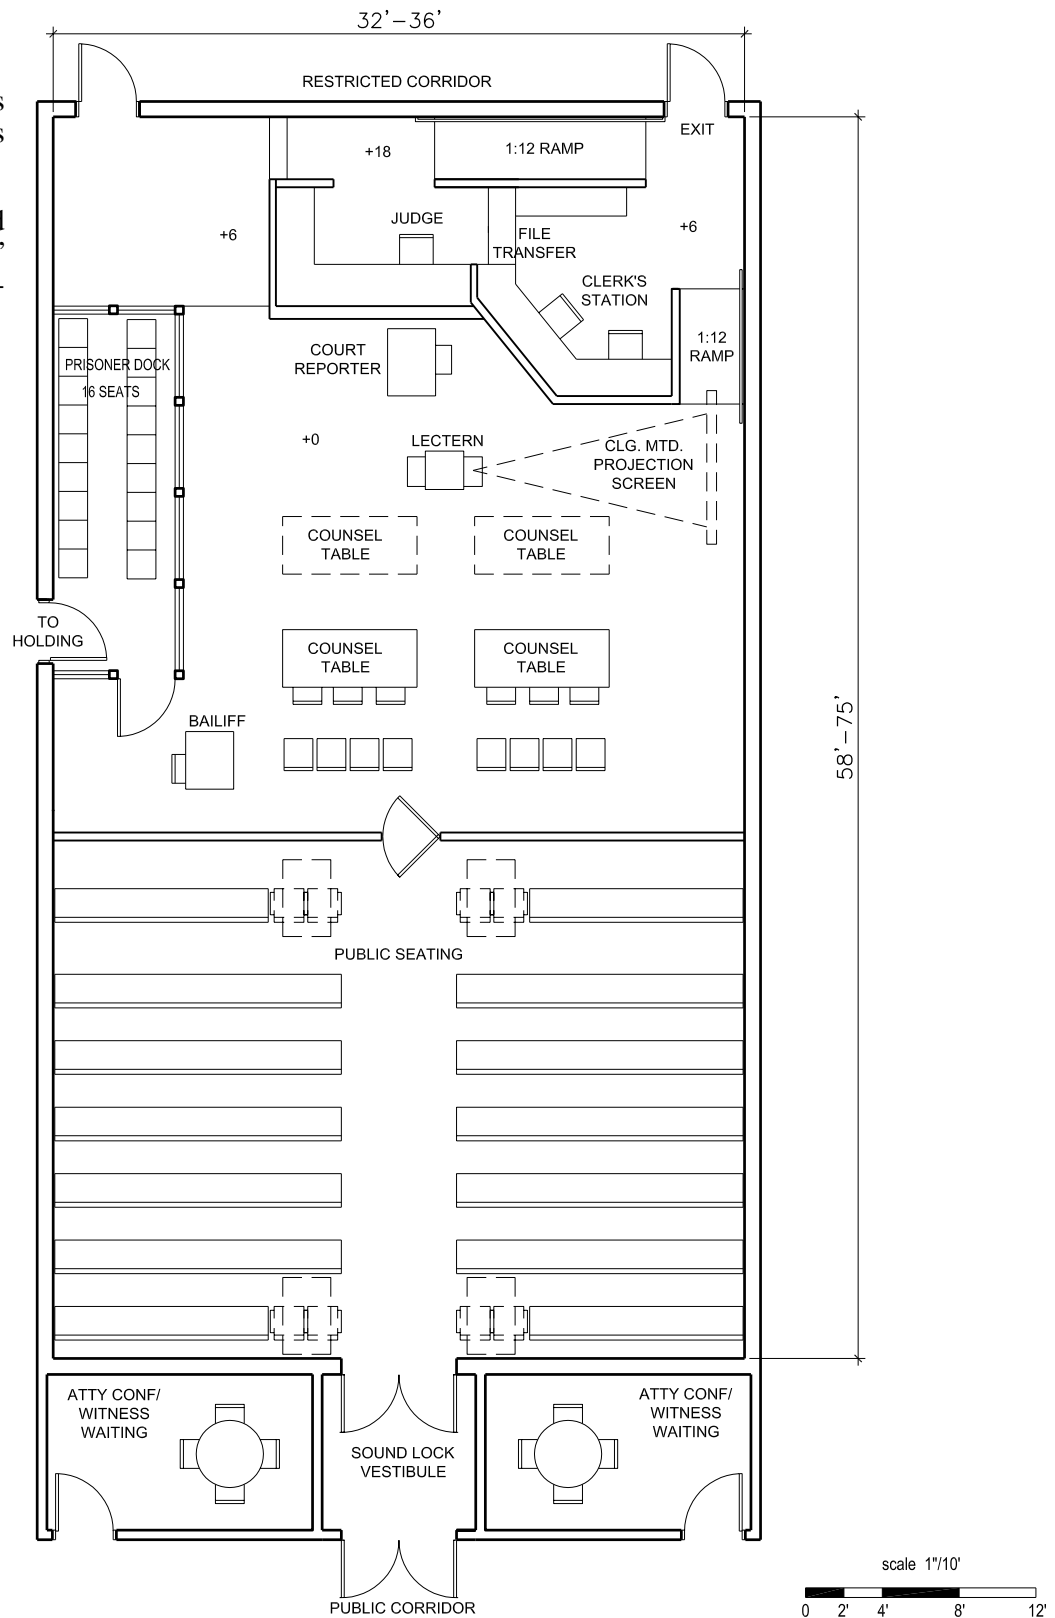 32'-36'
RESTRICTED CORRIDOR
s
s
EXIT
+18
1:12 RAMP
d
JUDGE
+6
+6
FILE
TRANSFER
’
-
CLERK'S
STATION
COURT
REPORTER
1:12
RAMP
PRISONER DOCK
16 SEATS
+0
LECTERN
CLG. MTD.
PROJECTION
SCREEN
COUNSEL
TABLE
COUNSEL
TABLE
TO
HOLDING
COUNSEL
TABLE
COUNSEL
TABLE
58'-75'
BAILIFF
PUBLIC SEATING
ATTY CONF/
WITNESS
WAITING
ATTY CONF/
WITNESS
WAITING
SOUND LOCK
VESTIBULE
PUBLIC CORRIDOR
scale 1"/10'
0 2' 4' 8' 12'